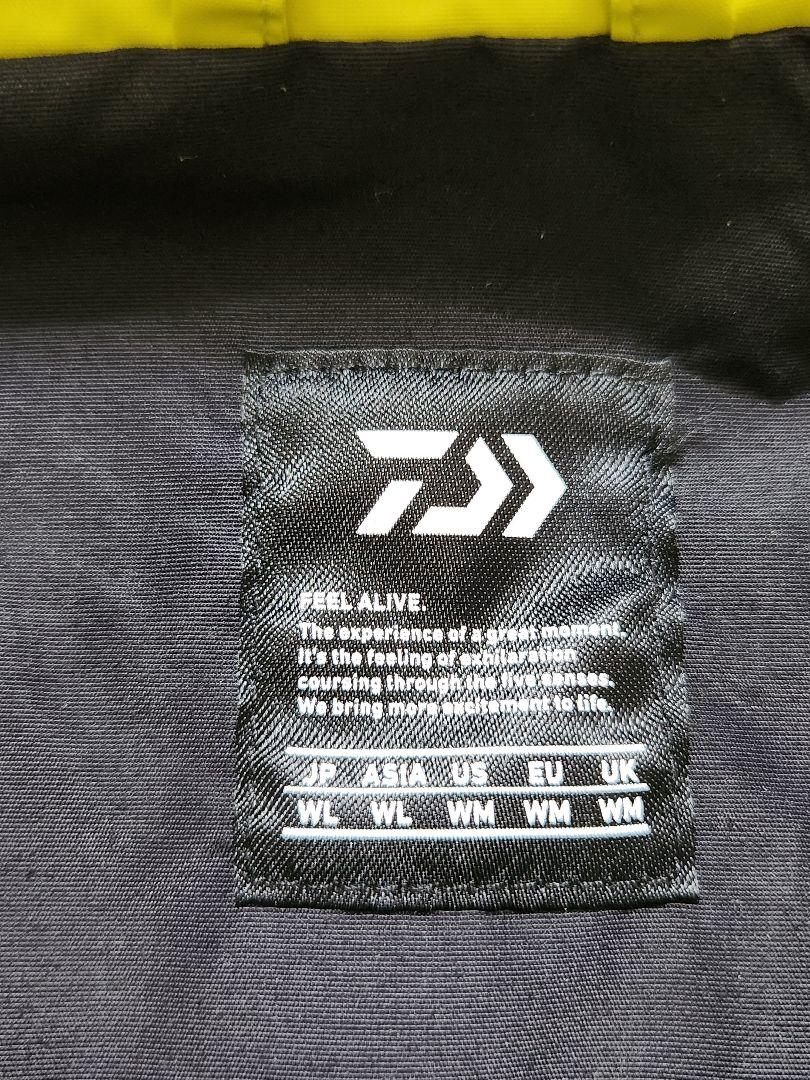 FEEL ALIVE.
The experience of a great moment.
It's the feeling of exhilaration
coursing through the five senses.
We bring more excitement to life.
JP ASIA US EU UK
WL WL WM WM WM